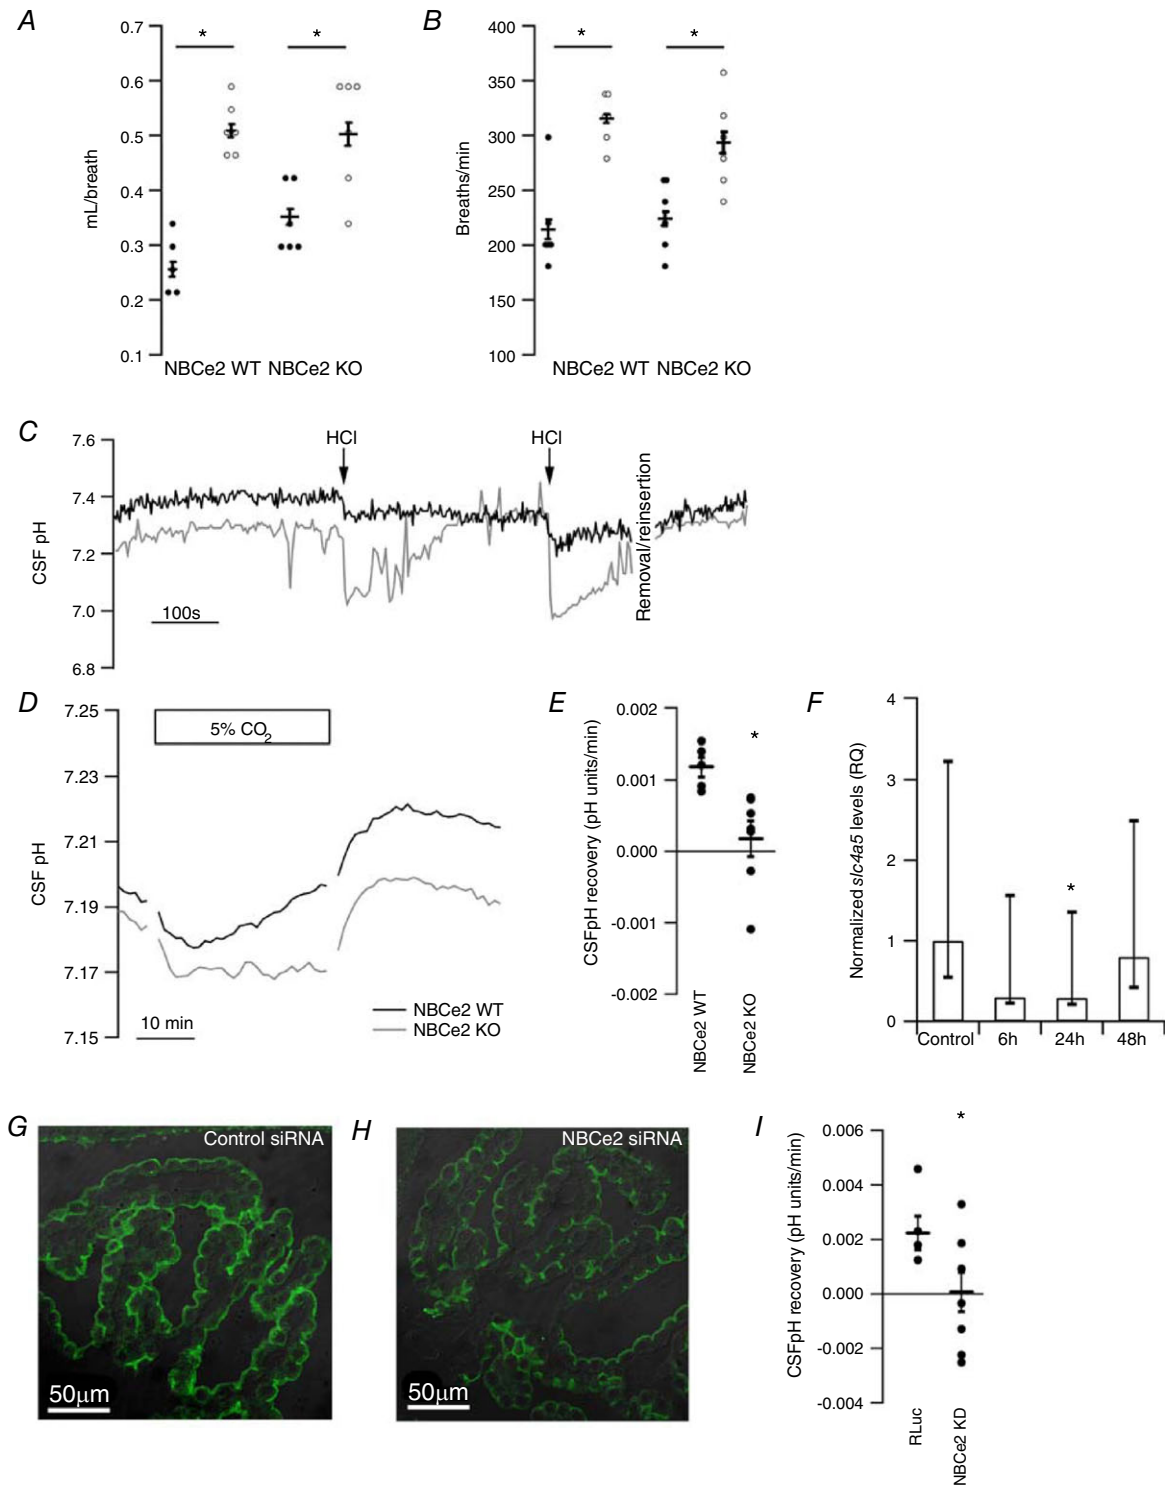 A
0.7
0.6
0.5
0.4
0.3
0.2
0.1
mL/breath
*
*
NBCe2 WT NBCe2 KO
B
400
350
300
250
200
150
100
Breaths/min
*
*
NBCe2 WT NBCe2 KO
C
7.6
7.4
7.2
7.0
6.8
CSF pH
HCl
HCl
100s
Removal/reinsertion
D
7.25
7.23
7.21
7.19
7.17
7.15
CSF pH
5% CO2
10 min
NBCe2 WT
NBCe2 KO
E
0.002
0.001
0.000
-0.001
-0.002
CSFpH recovery (pH units/min)
*
NBCe2 WT
NBCe2 KO
F
4
3
2
1
0
Normalized slc4a5 levels (RQ)
*
Control 6h 24h 48h
G
Control siRNA
50μm
H
NBCe2 siRNA
50μm
I
0.006
0.004
0.002
0.000
-0.002
-0.004
CSFpH recovery (pH units/min)
*
RLuc
NBCe2 KD